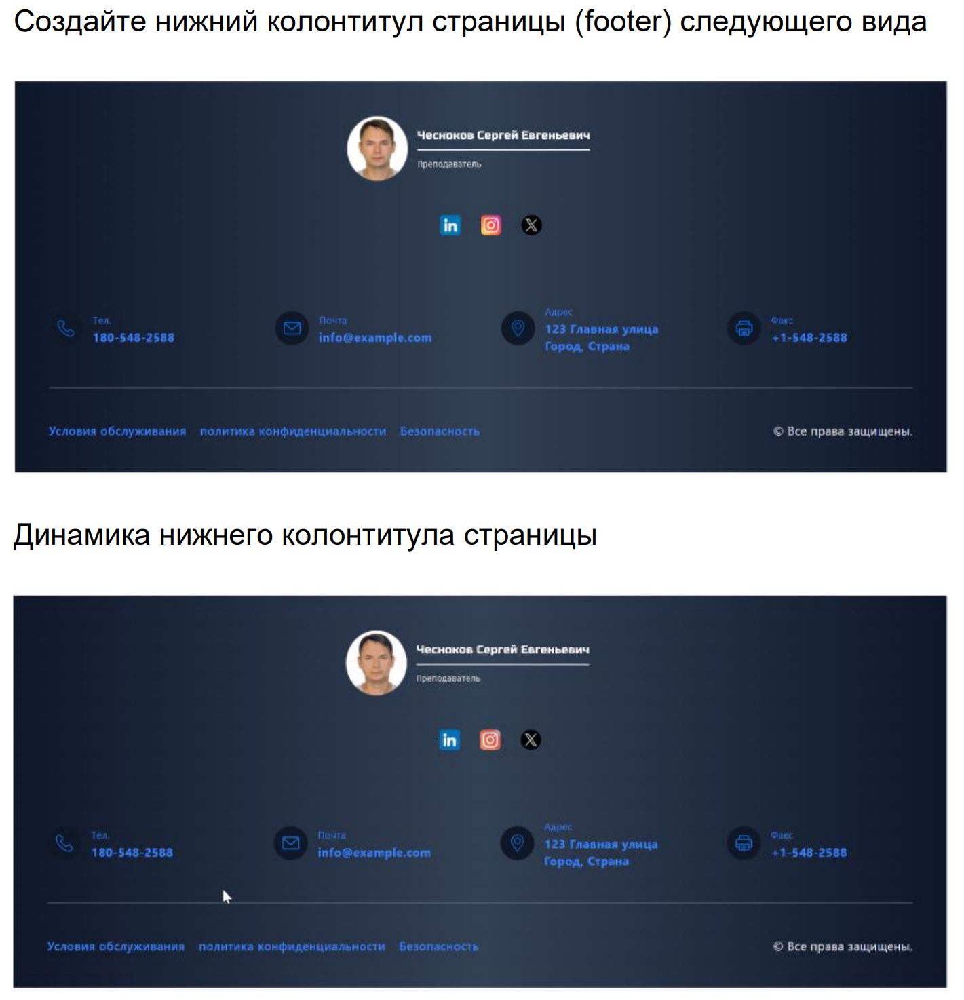 Создайте нижний колонтитул страницы (footer) следующего вида
Чесноков Сергей Евгеньевич
Преподаватель
in
Тел.
180-548-2588
Почта
info@example.com
Адрес
123 Главная улица
Город, Страна
Факс
+1-548-2588
Условия обслуживания политика конфиденциальности Безопасность © Все права защищены.
Динамика нижнего колонтитула страницы
Чесноков Сергей Евгеньевич
Преподаватель
in
Тел.
180-548-2588
Почта
info@example.com
Адрес
123 Главная улица
Город, Страна
Факс
+1-548-2588
Условия обслуживания политика конфиденциальности Безопасность © Все права защищены.